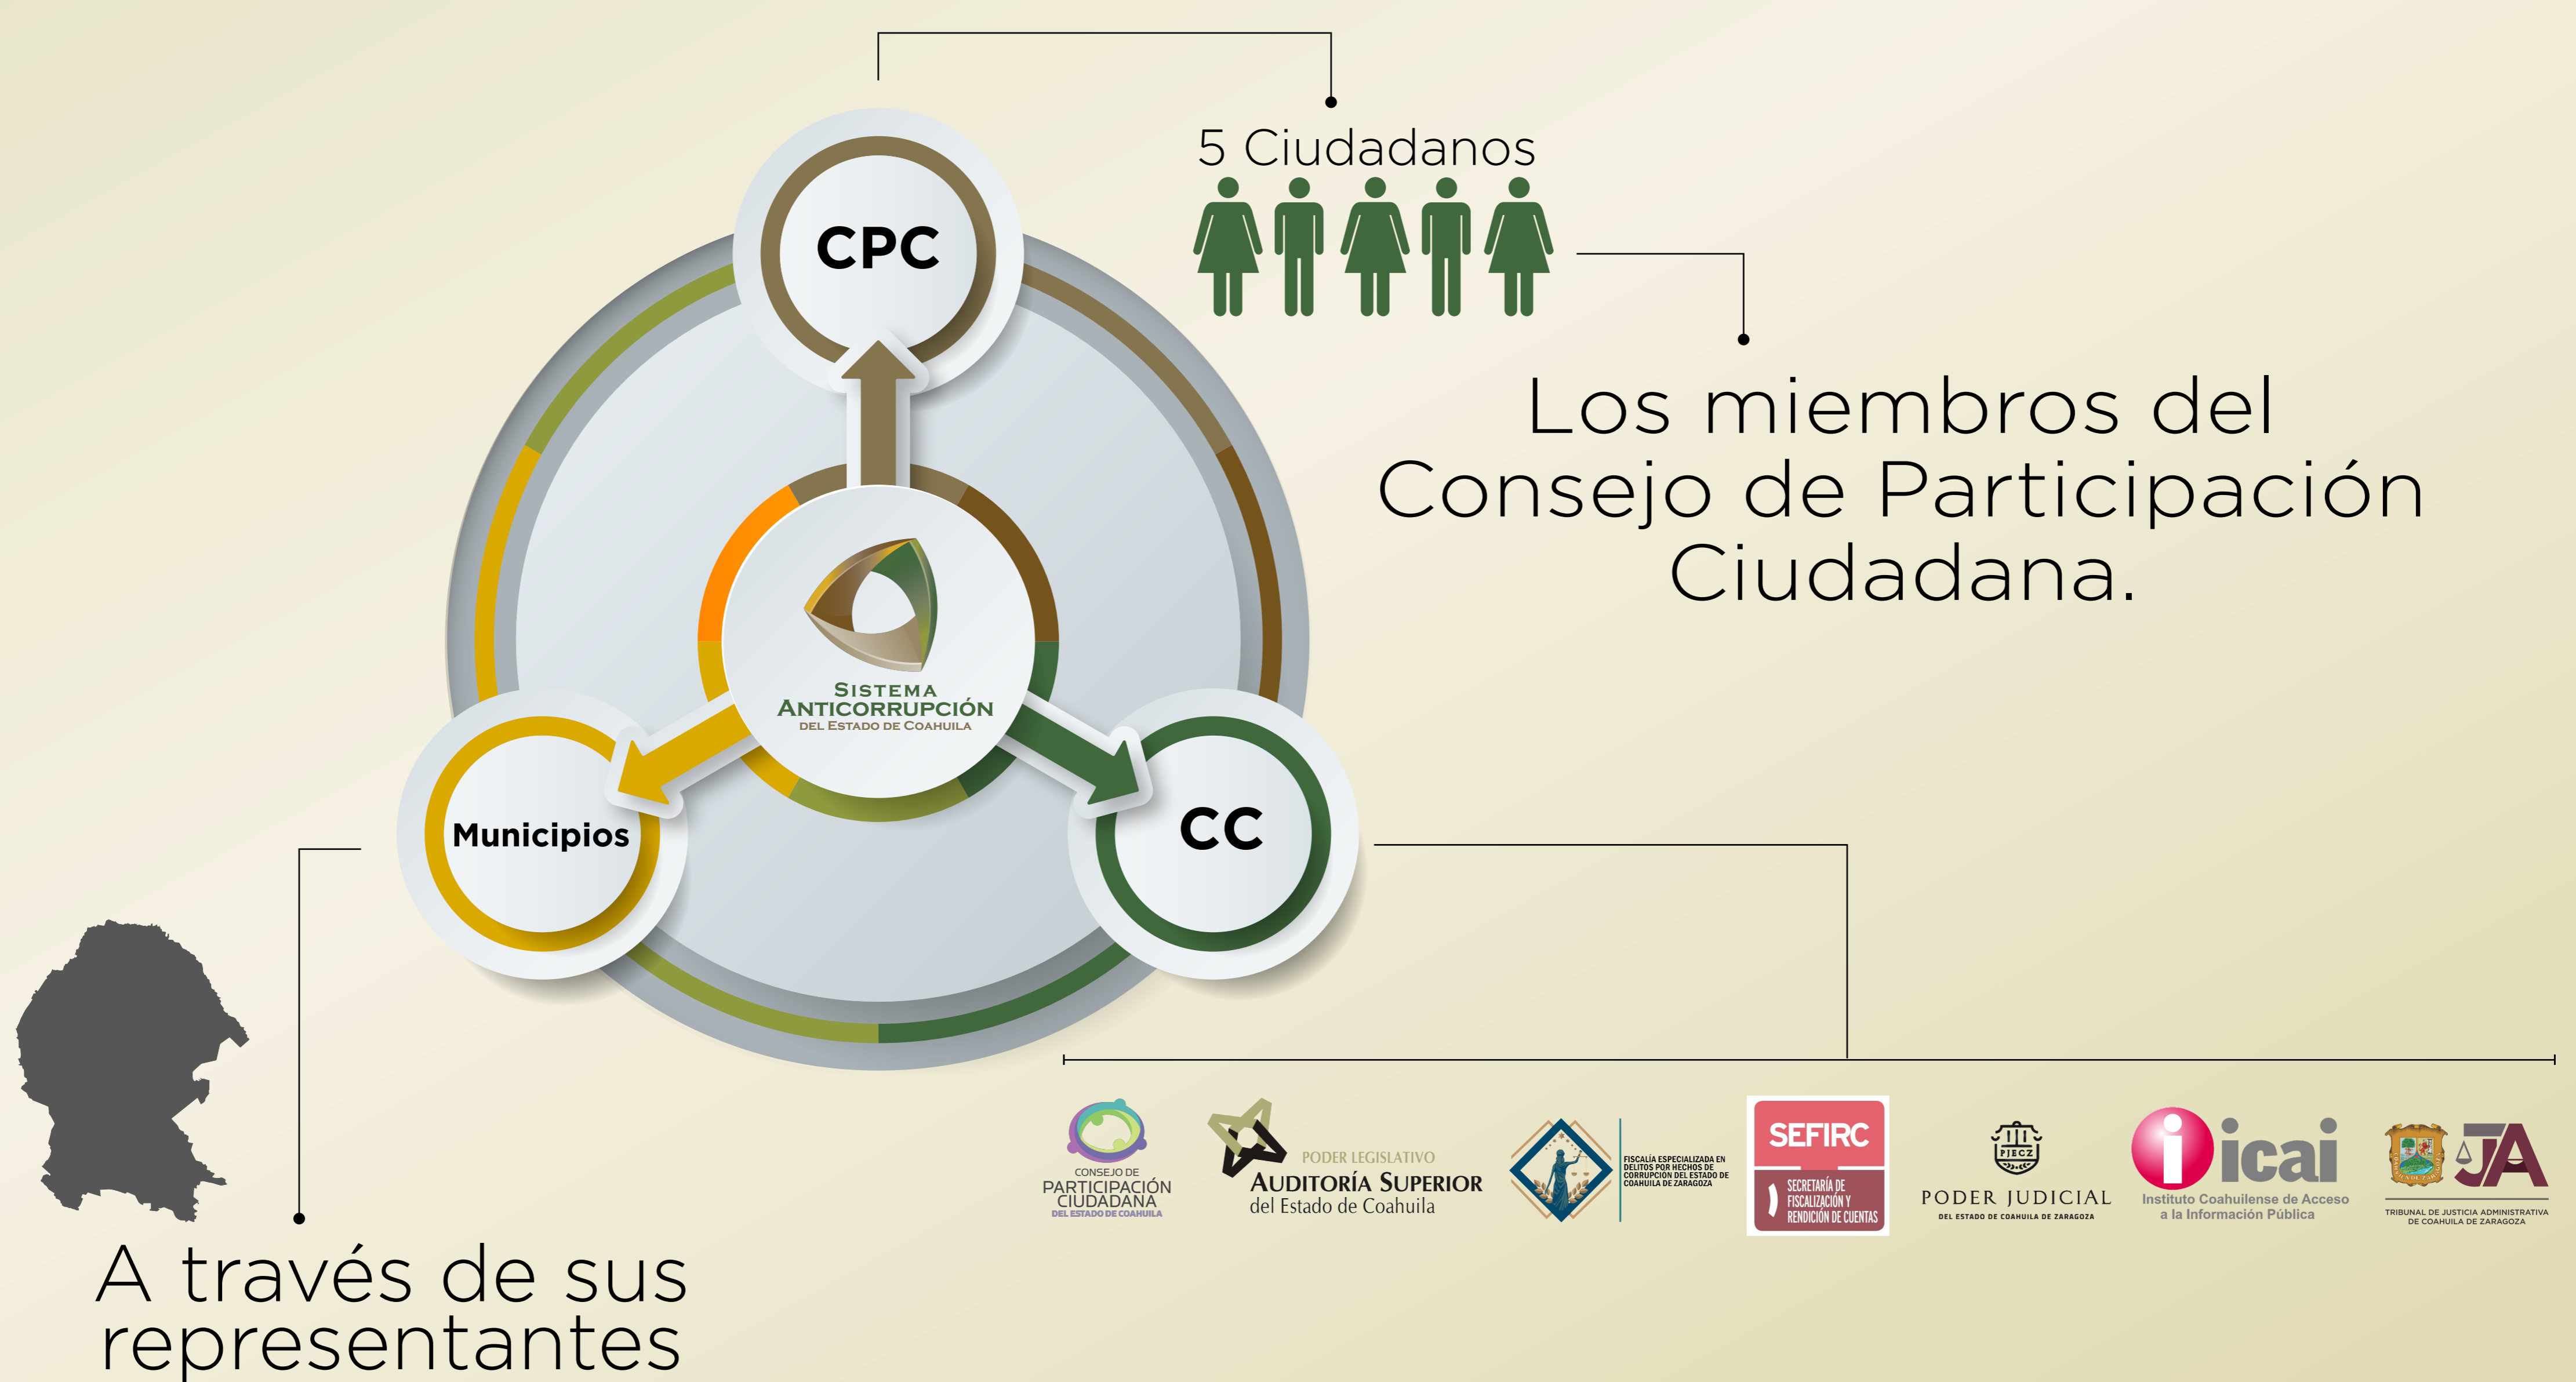 5 Ciudadanos
CPC
Los miembros del
Consejo de Participación
Ciudadana.
SISTEMA
ANTICORRUPCIÓN
DEL ESTADO DE COAHUILA
Municipios
CC
A través de sus
representantes
CONSEJO DE
PARTICIPACIÓN
CIUDADANA
DEL ESTADO DE COAHUILA
PODER LEGISLATIVO
AUDITORÍA SUPERIOR
del Estado de Coahuila
FISCALÍA ESPECIALIZADA EN
DELITOS POR HECHOS DE
CORRUPCIÓN DEL ESTADO DE
COAHUILA DE ZARAGOZA
SEFIRC
SECRETARÍA DE
FISCALIZACIÓN Y
RENDICIÓN DE CUENTAS
PJECZ
PODER JUDICIAL
DEL ESTADO DE COAHUILA DE ZARAGOZA
i icai
Instituto Coahuilense de Acceso
a la Información Pública
TJA
TRIBUNAL DE JUSTICIA ADMINISTRATIVA
DE COAHUILA DE ZARAGOZA